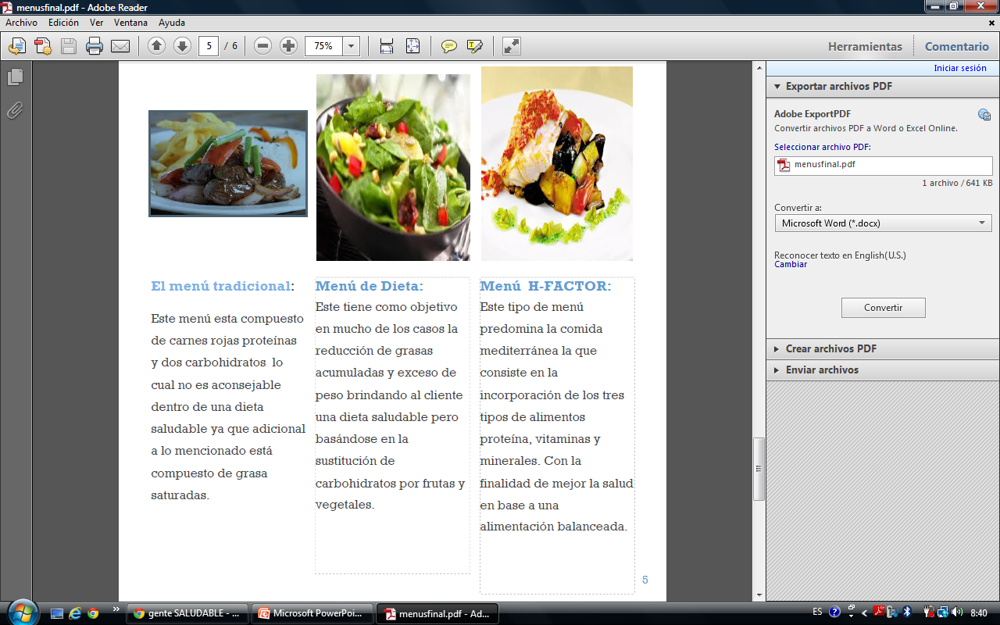 menusfinal.pdf - Adobe Reader
Archivo Edición Ver Ventana Ayuda
5 / 6 75% Herramientas Comentario
Iniciar sesión
Exportar archivos PDF
Adobe ExportPDF
Convertir archivos PDF a Word o Excel Online.
Seleccionar archivo PDF:
menusfinal.pdf
1 archivo / 641 KB
Convertir a:
Microsoft Word (*.docx)
Reconocer texto en English(U.S.)
Cambiar
Convertir
Crear archivos PDF
Enviar archivos
El menú tradicional:
Este menú esta compuesto
de carnes rojas proteínas
y dos carbohidratos lo
cual no es aconsejable
dentro de una dieta
saludable ya que adicional
a lo mencionado está
compuesto de grasa
saturadas.
Menú de Dieta:
Este tiene como objetivo
en mucho de los casos la
reducción de grasas
acumuladas y exceso de
peso brindando al cliente
una dieta saludable pero
basándose en la
sustitución de
carbohidratos por frutas y
vegetales.
Menú H-FACTOR:
Este tipo de menú
predomina la comida
mediterránea la que
consiste en la
incorporación de los tres
tipos de alimentos
proteína, vitaminas y
minerales. Con la
finalidad de mejor la salud
en base a una
alimentación balanceada.
5
gente SALUDABLE - ... Microsoft PowerPoi... menusfinal.pdf - Ad... ES 8:40